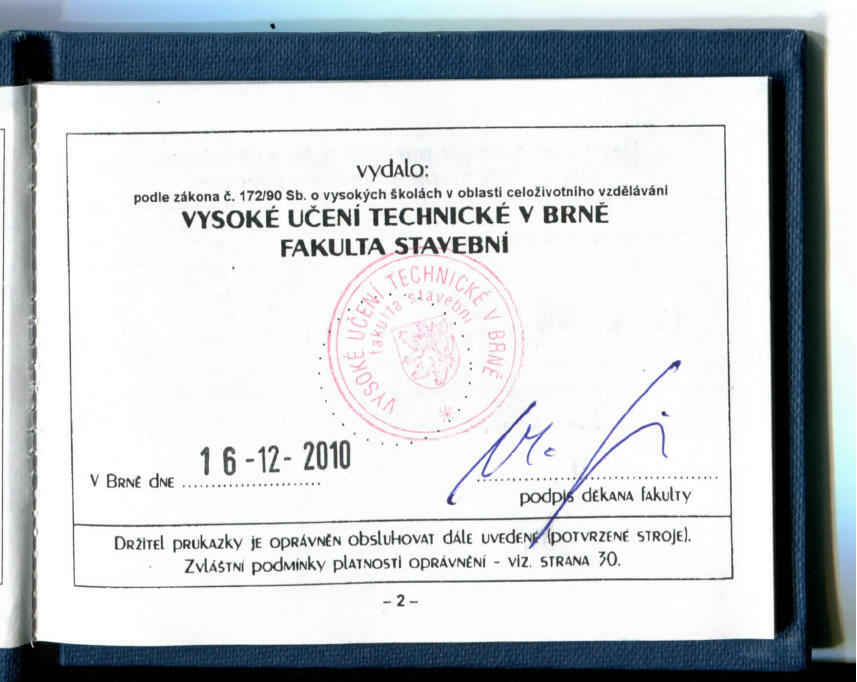 vydalo:
podle zákona č. 172/90 Sb. o vysokých školách v oblasti celoživotního vzdělávání
VYSOKÉ UČENÍ TECHNICKÉ V BRNĚ
FAKULTA STAVEBNÍ
VYSOKÉ UČENÍ TECHNICKÉ V BRNĚ
fakulta stavební
V BRNĚ dNE 16-12-2010
podpis děkana fakulty
DRŽITEL PRUKAZKY JE OPRÁVNĚN OBSLUHOVAT DÁLE UVEDENÉ (POTVRZENÉ STROJE).
ZVLÁŠTNÍ PODMÍNKY PLATNOSTI OPRÁVNĚNÍ - VIZ. STRANA 30.
– 2 –